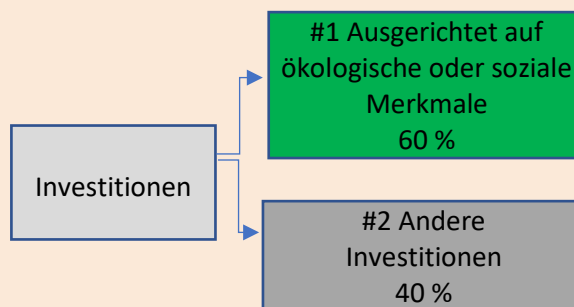 #1 Ausgerichtet auf
ökologische oder soziale
Merkmale
60 %
Investitionen
#2 Andere
Investitionen
40 %